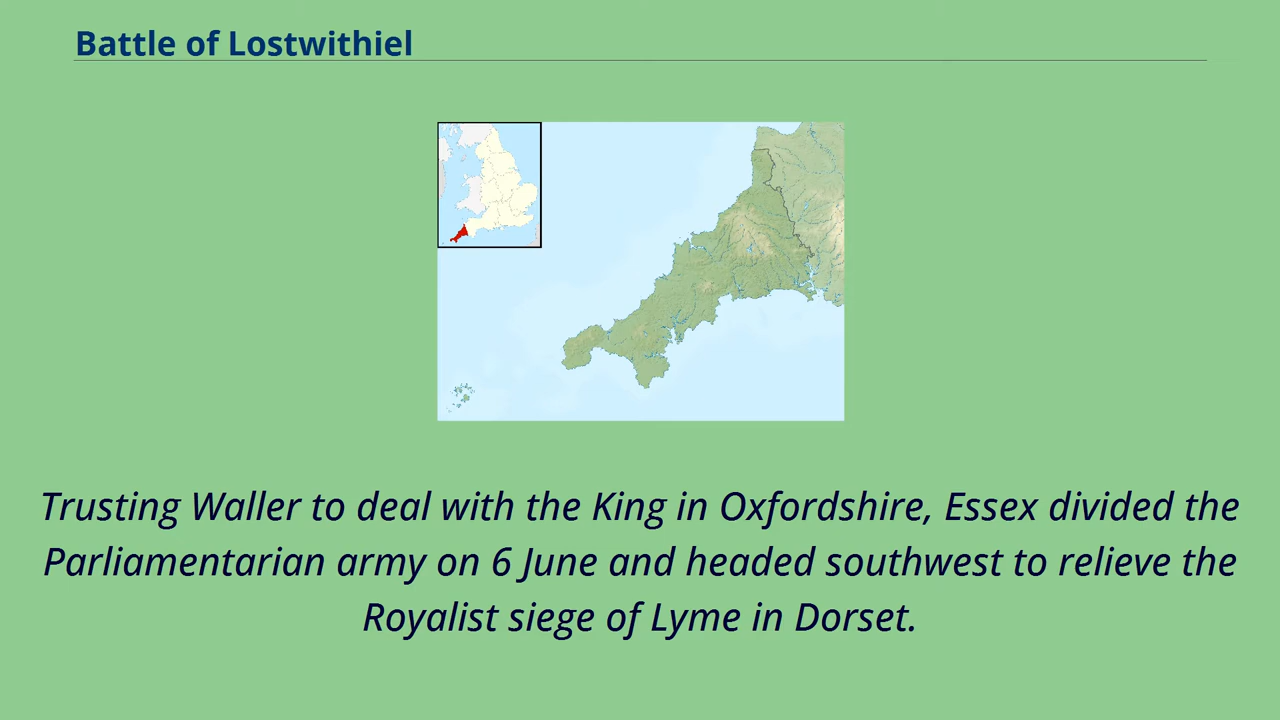 Battle of Lostwithiel
Trusting Waller to deal with the King in Oxfordshire, Essex divided the
Parliamentarian army on 6 June and headed southwest to relieve the
Royalist siege of Lyme in Dorset.